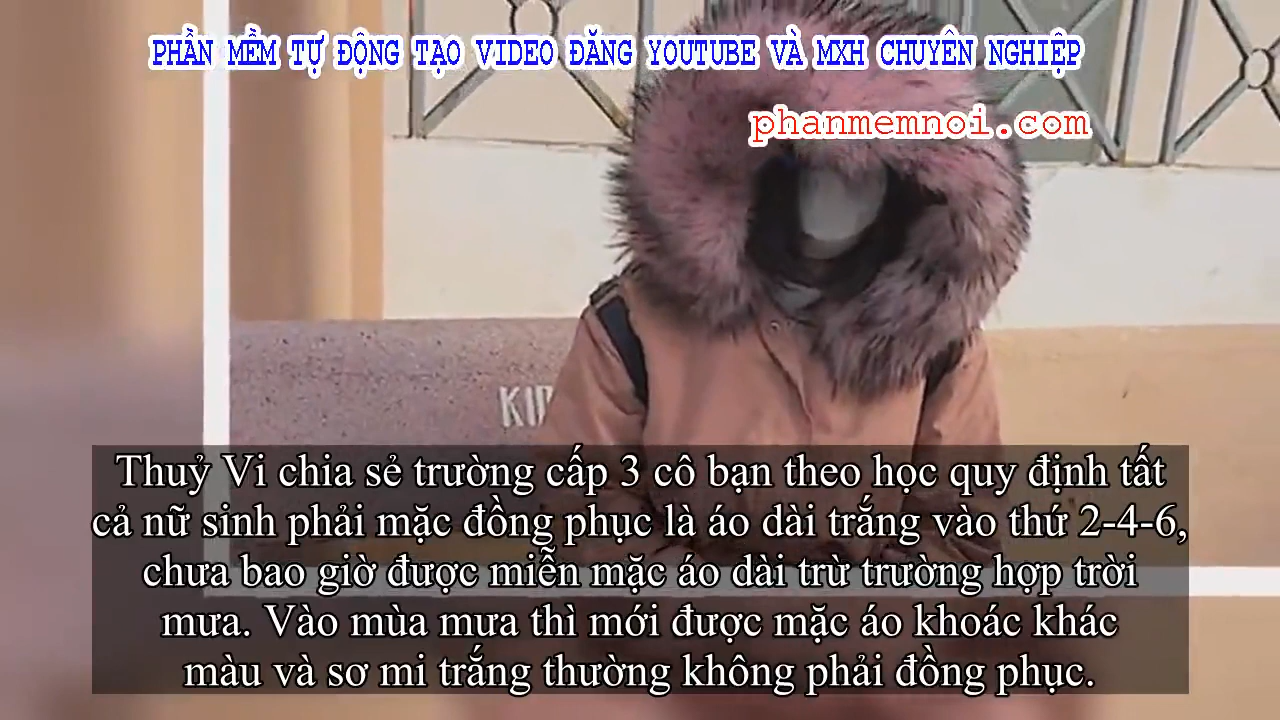 PHẦN MỀM TỰ ĐỘNG TẠO VIDEO ĐĂNG YOUTUBE VÀ MXH CHUYÊN NGHIỆP
phanmemnoi.com
Thuỷ Vi chia sẻ trường cấp 3 cô bạn theo học quy định tất
cả nữ sinh phải mặc đồng phục là áo dài trắng vào thứ 2-4-6,
chưa bao giờ được miễn mặc áo dài trừ trường hợp trời
mưa. Vào mùa mưa thì mới được mặc áo khoác khác
màu và sơ mi trắng thường không phải đồng phục.